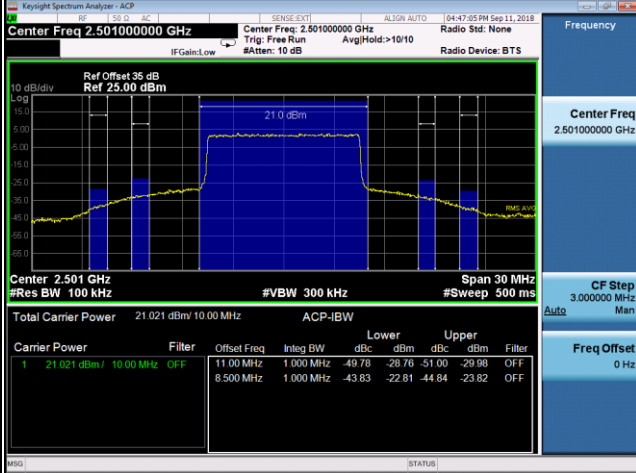 Keysight Spectrum Analyzer - ACP
RF 50 Ω AC SENSE:EXT ALIGN AUTO 04:47:05 PM Sep 11, 2018
Center Freq 2.501000000 GHz
Center Freq: 2.501000000 GHz Radio Std: None
Trig: Free Run Avg|Hold:>10/10
IFGain:Low #Atten: 10 dB Radio Device: BTS
Frequency
Ref Offset 35 dB
10 dB/div Ref 25.00 dBm
Log
15.0
5.00
-5.00
-15.0
-25.0
-35.0
-45.0
-55.0
-65.0
21.0 dBm
RMS AVG
Center 2.501 GHz Span 30 MHz
#Res BW 100 kHz #VBW 300 kHz #Sweep 500 ms
Total Carrier Power 21.021 dBm/ 10.00 MHz ACP-IBW
Lower Upper
Carrier Power Filter Offset Freq Integ BW dBc dBm dBc dBm Filter
1 21.021 dBm / 10.00 MHz OFF 11.00 MHz 1.000 MHz -49.78 -28.76 -51.00 -29.98 OFF
8.500 MHz 1.000 MHz -43.83 -22.81 -44.84 -23.82 OFF
Center Freq
2.501000000 GHz
CF Step
3.000000 MHz
Auto Man
Freq Offset
0 Hz
MSG STATUS